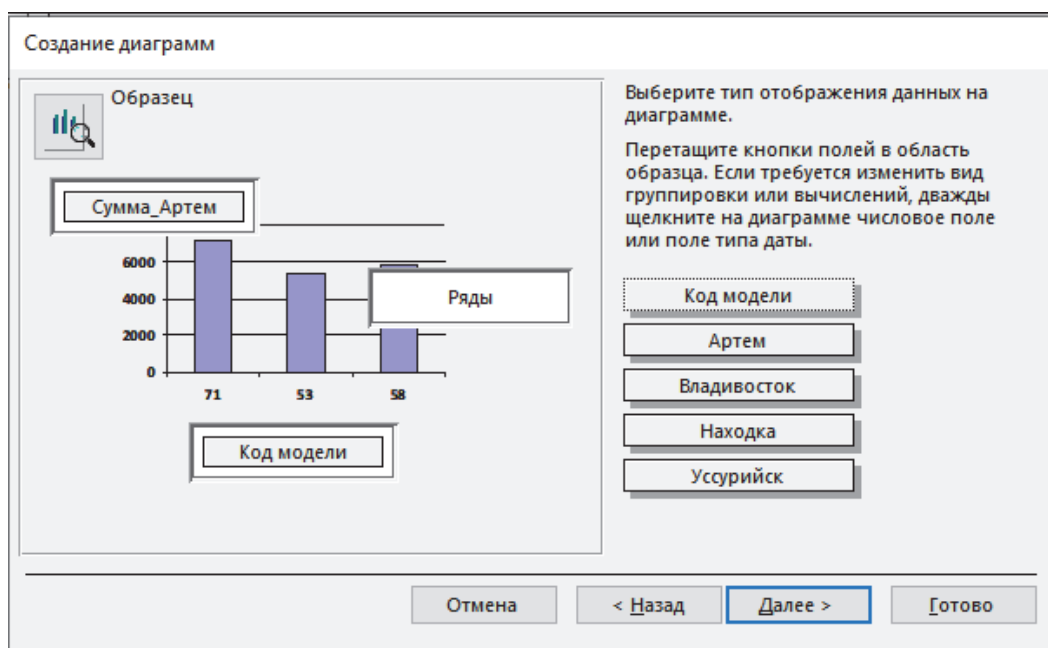 Создание диаграмм
Образец
Сумма_Артем
6000
4000
2000
0
71 53 58
Ряды
Код модели
Выберите тип отображения данных на
диаграмме.
Перетащите кнопки полей в область
образца. Если требуется изменить вид
группировки или вычислений, дважды
щелкните на диаграмме числовое поле
или поле типа даты.
Код модели
Артем
Владивосток
Находка
Уссурийск
Отмена
< Назад
Далее >
Готово